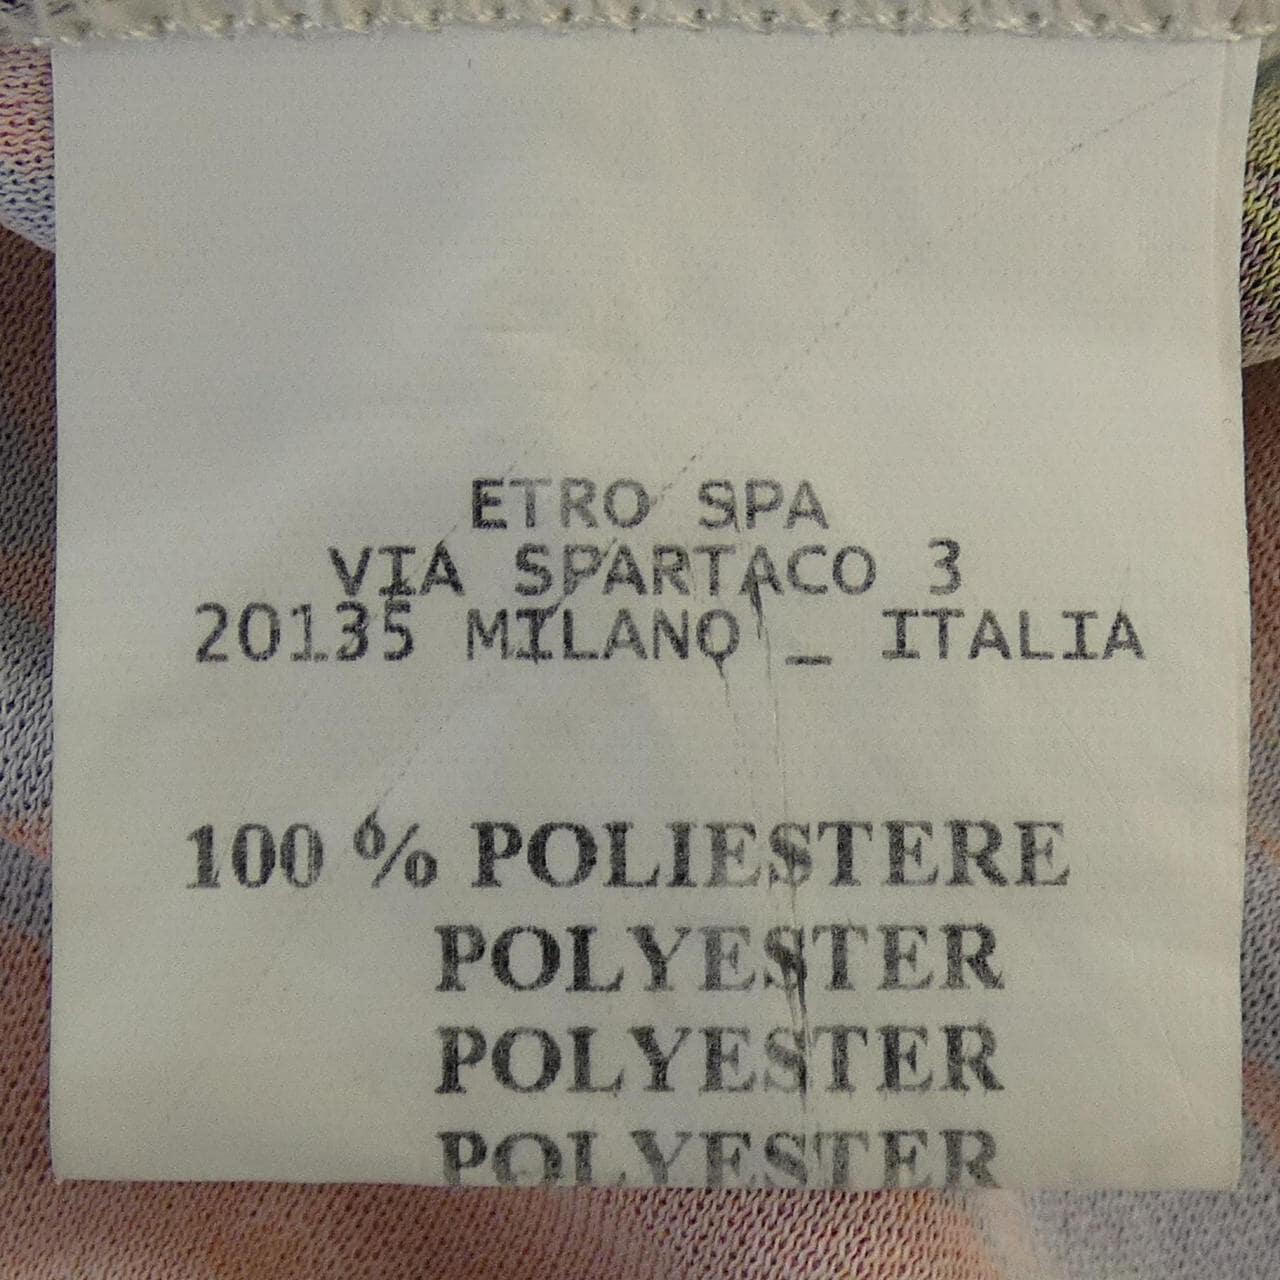 ETRO SPA
VIA SPARTACO 3
20135 MILANO _ ITALIA
100 % POLIESTERE
POLYESTER
POLYESTER
POLYESTER